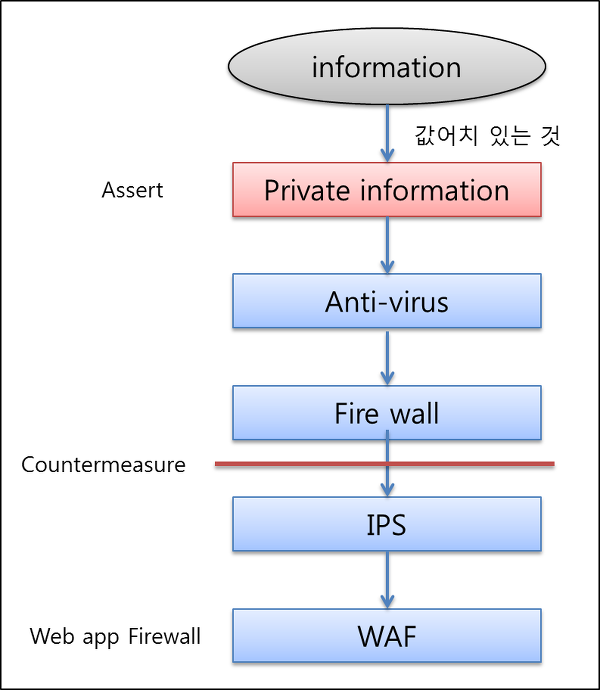 information
값어치 있는 것
Assert
Private information
Anti-virus
Fire wall
Countermeasure
IPS
Web app Firewall
WAF